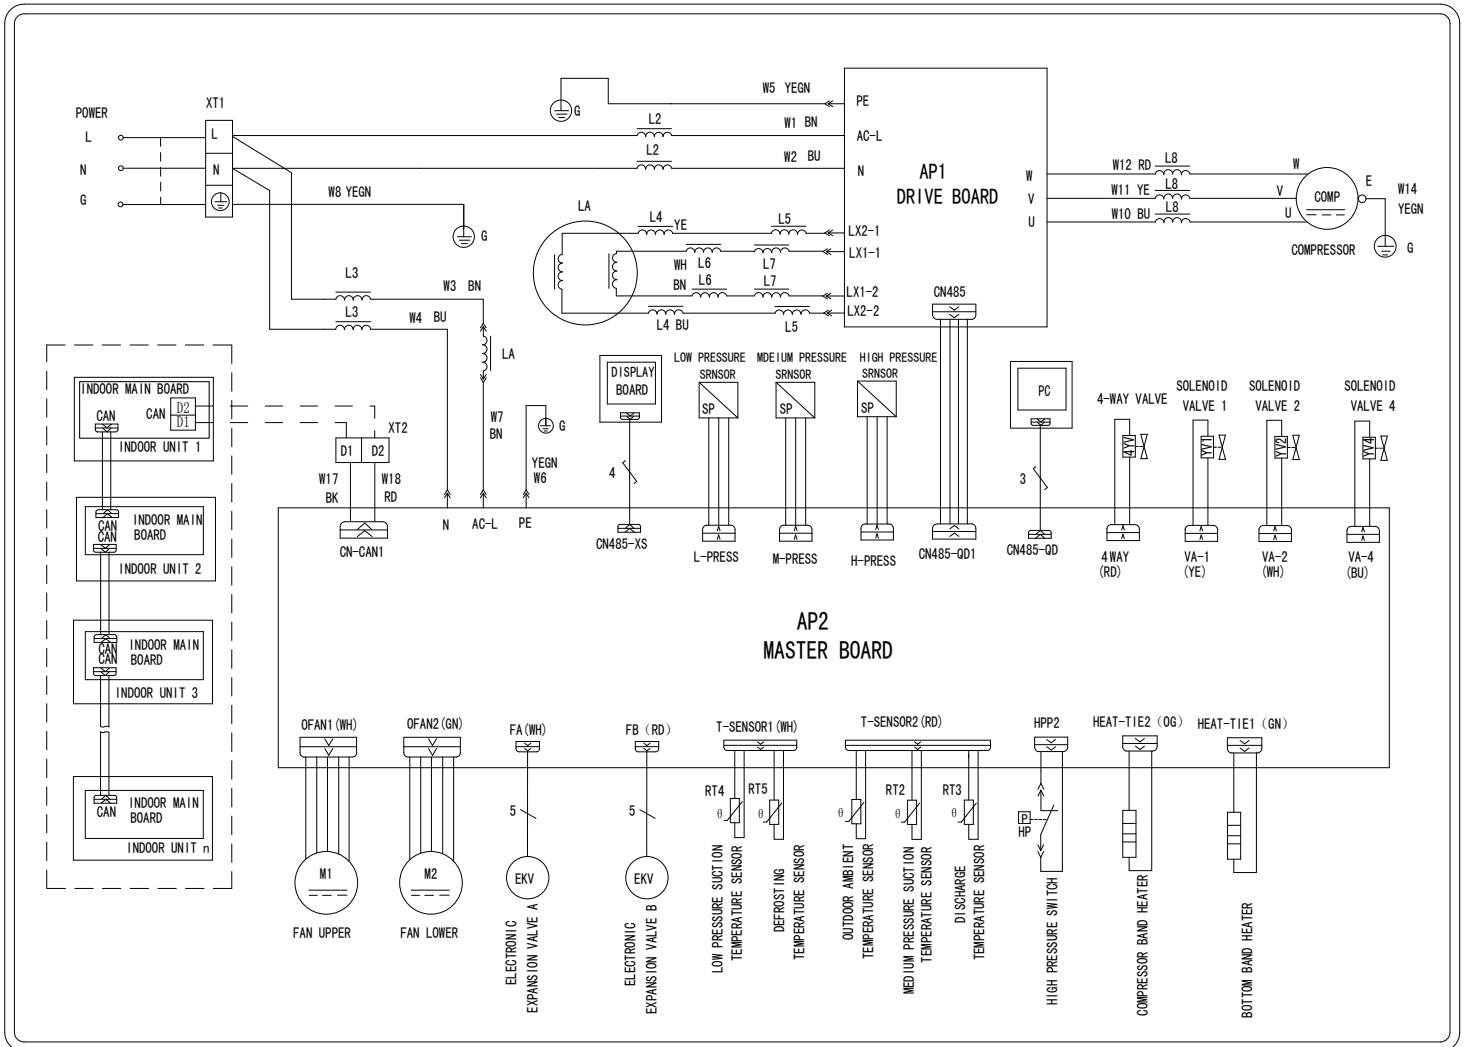 POWER
XT1
L
N
G
L
N
W5 YEGN
G
PE
L2
W1 BN
AC-L
L2
W2 BU
N
AP1
DRIVE BOARD
W8 YEGN
G
LA
L4
YE
L5
LX2-1
WH
L6
L7
LX1-1
BN
L6
L7
LX1-2
L4 BU
L5
LX2-2
W
V
U
W12 RD
L8
W11 YE
L8
W10 BU
L8
W
V
U
COMP
E
W14
YEGN
G
COMPRESSOR
L3
W3 BN
L3
W4 BU
LA
W7
BN
G
YEGN
W6
CN485
INDOOR MAIN BOARD
CAN
CAN
D2
D1
INDOOR UNIT 1
XT2
D1
D2
W17
BK
W18
RD
CN-CAN1
N
AC-L
PE
DISPLAY
BOARD
4
CN485-XS
LOW PRESSURE
SRNSOR
SP
L-PRESS
MDEIUM PRESSURE
SRNSOR
SP
M-PRESS
HIGH PRESSURE
SRNSOR
SP
H-PRESS
CN485-QD1
PC
3
CN485-QD
4-WAY VALVE
4YV
4WAY
(RD)
SOLENOID
VALVE 1
YV1
VA-1
(YE)
SOLENOID
VALVE 2
YV2
VA-2
(WH)
SOLENOID
VALVE 4
YV4
VA-4
(BU)
CAN
CAN
INDOOR MAIN
BOARD
INDOOR UNIT 2
CAN
CAN
INDOOR MAIN
BOARD
INDOOR UNIT 3
CAN
INDOOR MAIN
BOARD
INDOOR UNIT n
AP2
MASTER BOARD
OFAN1(WH)
M1
FAN UPPER
OFAN2(GN)
M2
FAN LOWER
FA(WH)
5
EKV
ELECTRONIC
EXPANSION VALVE A
FB (RD)
5
EKV
ELECTRONIC
EXPANSION VALVE B
T-SENSOR1(WH)
RT4
θ
RT5
θ
LOW PRESSURE SUCTION
TEMPERATURE SENSOR
DEFROSTING
TEMPERATURE SENSOR
T-SENSOR2(RD)
θ
RT2
θ
RT3
θ
OUTDOOR AMBIENT
TEMPERATURE SENSOR
MEDIUM PRESSURE SUCTION
TEMPERATURE SENSOR
DISCHARGE
TEMPERATURE SENSOR
HPP2
P
HP
HIGH PRESSURE SWITCH
HEAT-TIE2 (OG)
COMPRESSOR BAND HEATER
HEAT-TIE1 (GN)
BOTTOM BAND HEATER